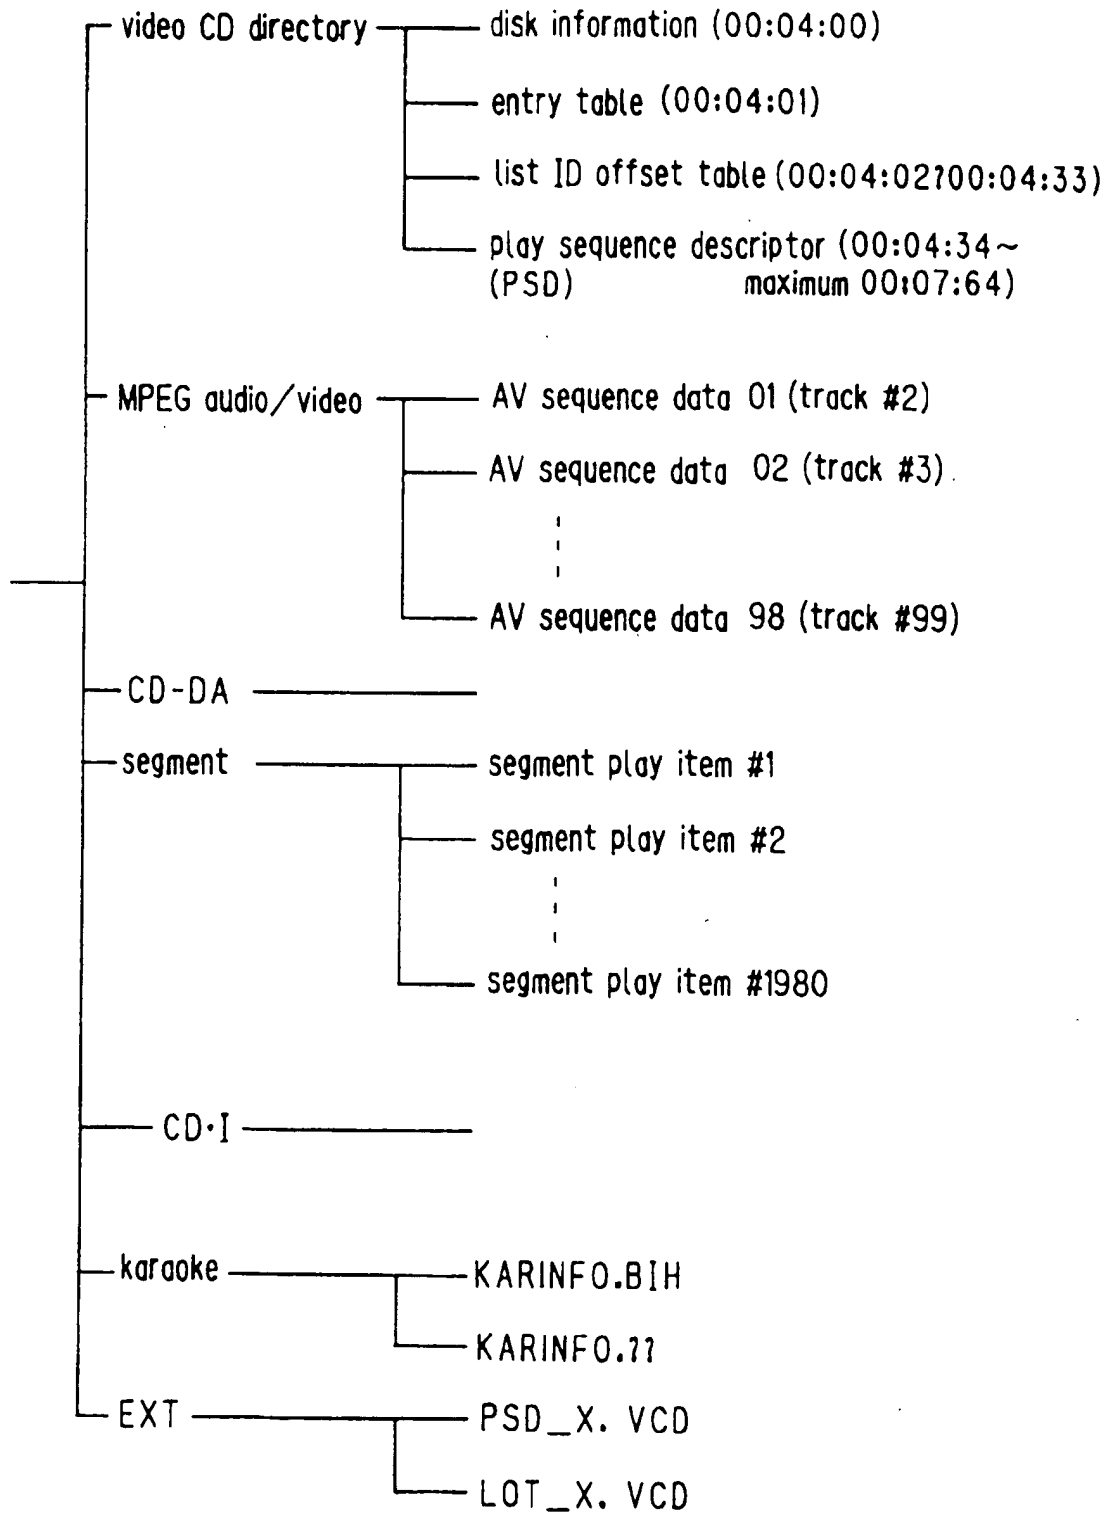 video CD directory
disk information (00:04:00)
entry table (00:04:01)
list ID offset table (00:04:02?00:04:33)
play sequence descriptor (00:04:34~
(PSD) maximum 00:07:64)
MPEG audio/video
AV sequence data 01 (track #2)
AV sequence data 02 (track #3)
AV sequence data 98 (track #99)
CD-DA
segment
segment play item #1
segment play item #2
segment play item #1980
CD·I
karaoke
KARINFO.BIH
KARINFO.??
EXT
PSD_X. VCD
LOT_X. VCD